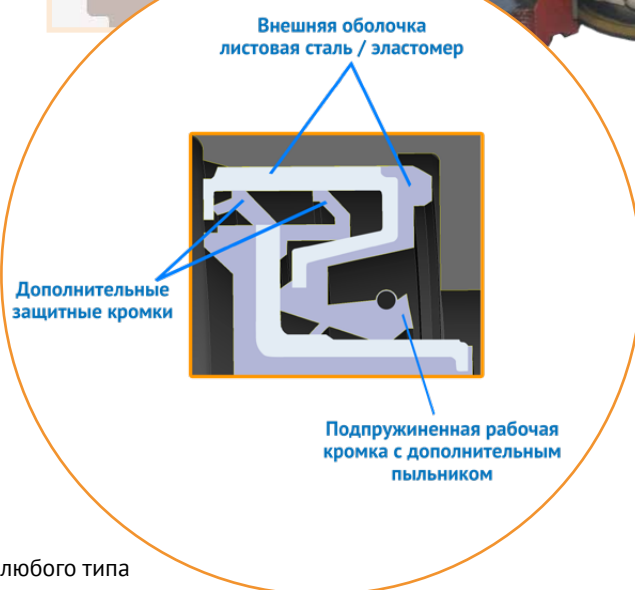 Внешняя оболочка
листовая сталь / эластомер
Дополнительные
защитные кромки
Подпружиненная рабочая
кромка с дополнительным
пыльником
любого типа